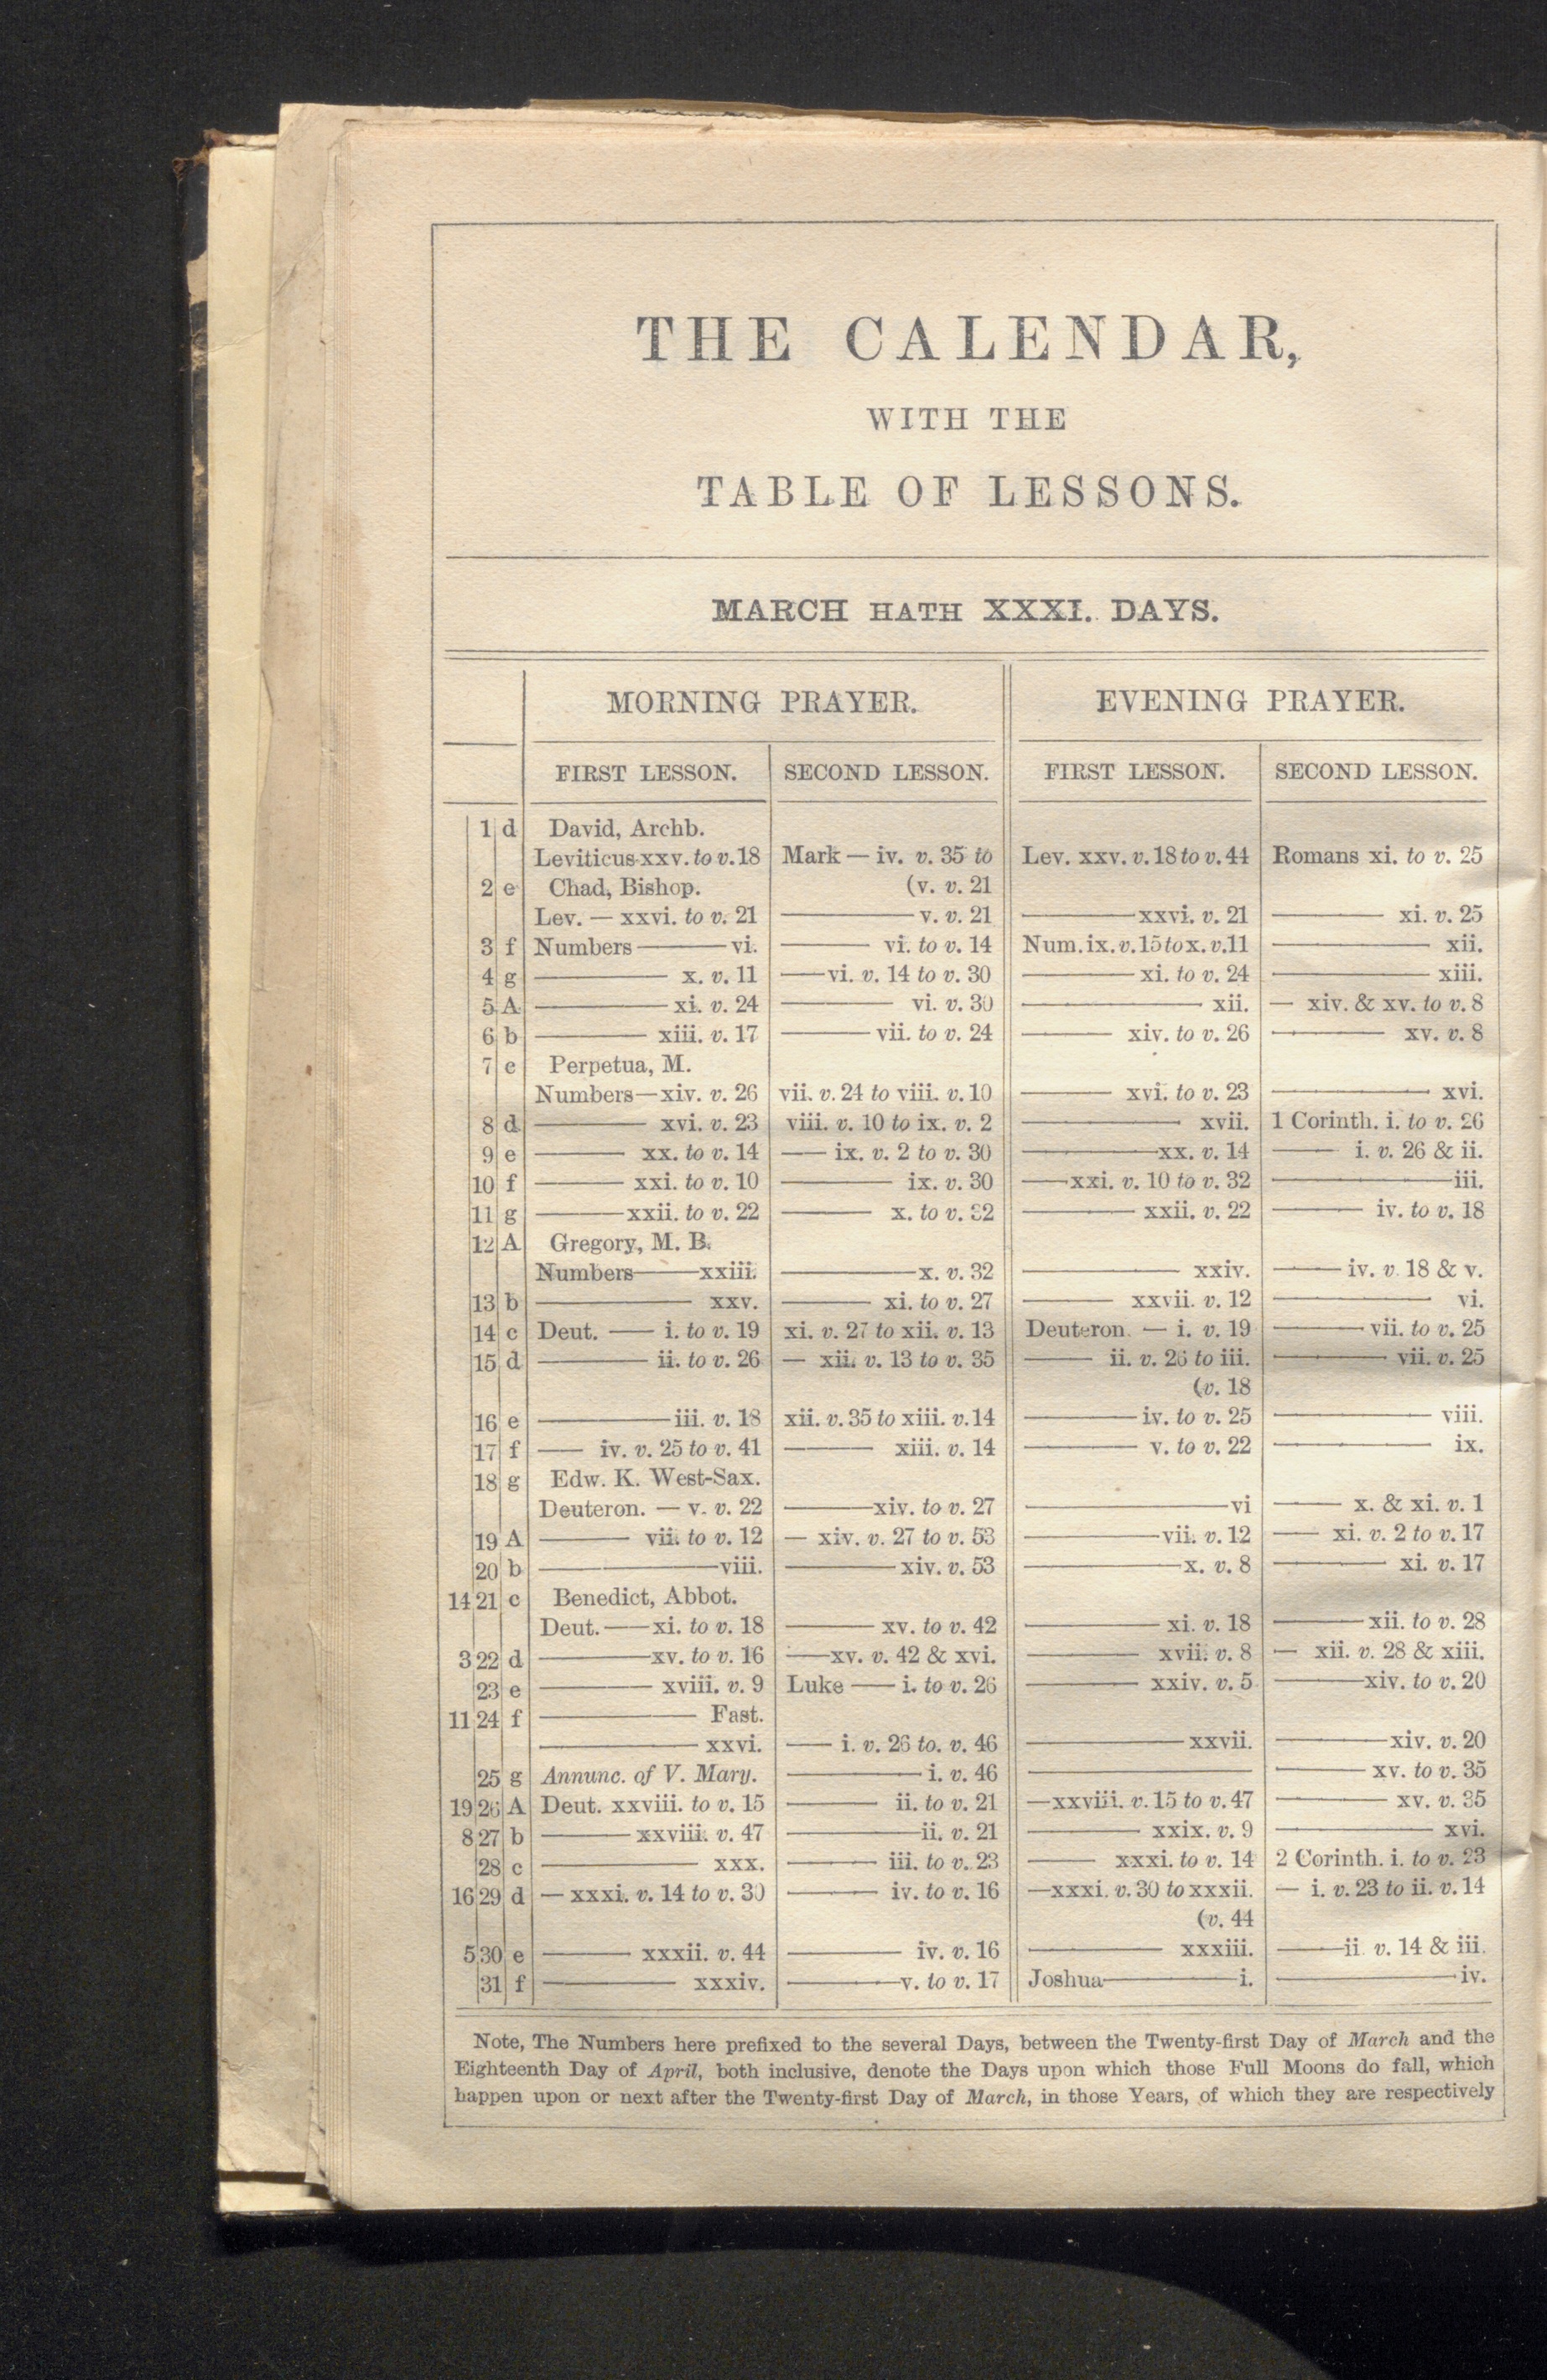 THE CALENDAR,
WITH THE
TABLE OF LESSONS.
MARCH HATH XXXI. DAYS.
MORNING PRAYER. EVENING PRAYER.
FIRST LESSON. SECOND LESSON. FIRST LESSON. SECOND LESSON.
1 d David, Archb.
Leviticus xxv. to v. 18 Mark — iv. v. 35 to Lev. xxv. v. 18 to v. 44 Romans xi. to v. 25
2 e Chad, Bishop. (v. v. 21
Lev. — xxvi. to v. 21 — v. v. 21 — xxvi. v. 21 — xi. v. 25
3 f Numbers — vi. — vi. to v. 14 Num. ix. v. 15 to x. v. 11 — xii.
4 g — x. v. 11 — vi. v. 14 to v. 30 — xi. to v. 24 — xiii.
5 A — xi. v. 24 — vi. v. 30 — xii. — xiv. & xv. to v. 8
6 b — xiii. v. 17 — vii. to v. 24 — xiv. to v. 26 — xv. v. 8
7 c Perpetua, M.
Numbers — xiv. v. 26 vii. v. 24 to viii. v. 10 — xvi. to v. 23 — xvi.
8 d — xvi. v. 23 viii. v. 10 to ix. v. 2 — xvii. 1 Corinth. i. to v. 26
9 e — xx. to v. 14 — ix. v. 2 to v. 30 — xx. v. 14 — i. v. 26 & ii.
10 f — xxi. to v. 10 — ix. v. 30 — xxi. v. 10 to v. 32 — iii.
11 g — xxii. to v. 22 — x. to v. 32 — xxii. v. 22 — iv. to v. 18
12 A Gregory, M. B.
Numbers — xxiii. — x. v. 32 — xxiv. — iv. v. 18 & v.
13 b — xxv. — xi. to v. 27 — xxvii. v. 12 — vi.
14 c Deut. — i. to v. 19 xi. v. 27 to xii. v. 13 Deuteron. — i. v. 19 — vii. to v. 25
15 d — ii. to v. 26 — xii. v. 13 to v. 35 — ii. v. 26 to iii. — vii. v. 25
(v. 18
16 e — iii. v. 18 xii. v. 35 to xiii. v. 14 — iv. to v. 25 — viii.
17 f — iv. v. 25 to v. 41 — xiii. v. 14 — v. to v. 22 — ix.
18 g Edw. K. West-Sax.
Deuteron. — v. v. 22 — xiv. to v. 27 — vi — x. & xi. v. 1
19 A — vii. to v. 12 — xiv. v. 27 to v. 53 — vii. v. 12 — xi. v. 2 to v. 17
20 b — viii. — xiv. v. 53 — x. v. 8 — xi. v. 17
14 21 c Benedict, Abbot.
Deut. — xi. to v. 18 — xv. to v. 42 — xi. v. 18 — xii. to v. 28
3 22 d — xv. to v. 16 — xv. v. 42 & xvi. — xvii. v. 8 — xii. v. 28 & xiii.
23 e — xviii. v. 9 Luke — i. to v. 26 — xxiv. v. 5 — xiv. to v. 20
11 24 f — Fast.
— xxvi. — i. v. 26 to. v. 46 — xxvii. — xiv. v. 20
25 g Annunc. of V. Mary. — i. v. 46 — — xv. to v. 35
19 26 A Deut. xxviii. to v. 15 — ii. to v. 21 — xxviii. v. 15 to v. 47 — xv. v. 35
8 27 b — xxviii. v. 47 — ii. v. 21 — xxix. v. 9 — xvi.
28 c — xxx. — iii. to v. 23 — xxxi. to v. 14 2 Corinth. i. to v. 23
16 29 d — xxxi. v. 14 to v. 30 — iv. to v. 16 — xxxi. v. 30 to xxxii. — i. v. 23 to ii. v. 14
(v. 44
5 30 e — xxxii. v. 44 — iv. v. 16 — xxxiii. — ii. v. 14 & iii.
31 f — xxxiv. — v. to v. 17 Joshua — i. — iv.
Note, The Numbers here prefixed to the several Days, between the Twenty-first Day of March and the
Eighteenth Day of April, both inclusive, denote the Days upon which those Full Moons do fall, which
happen upon or next after the Twenty-first Day of March, in those Years, of which they are respectively